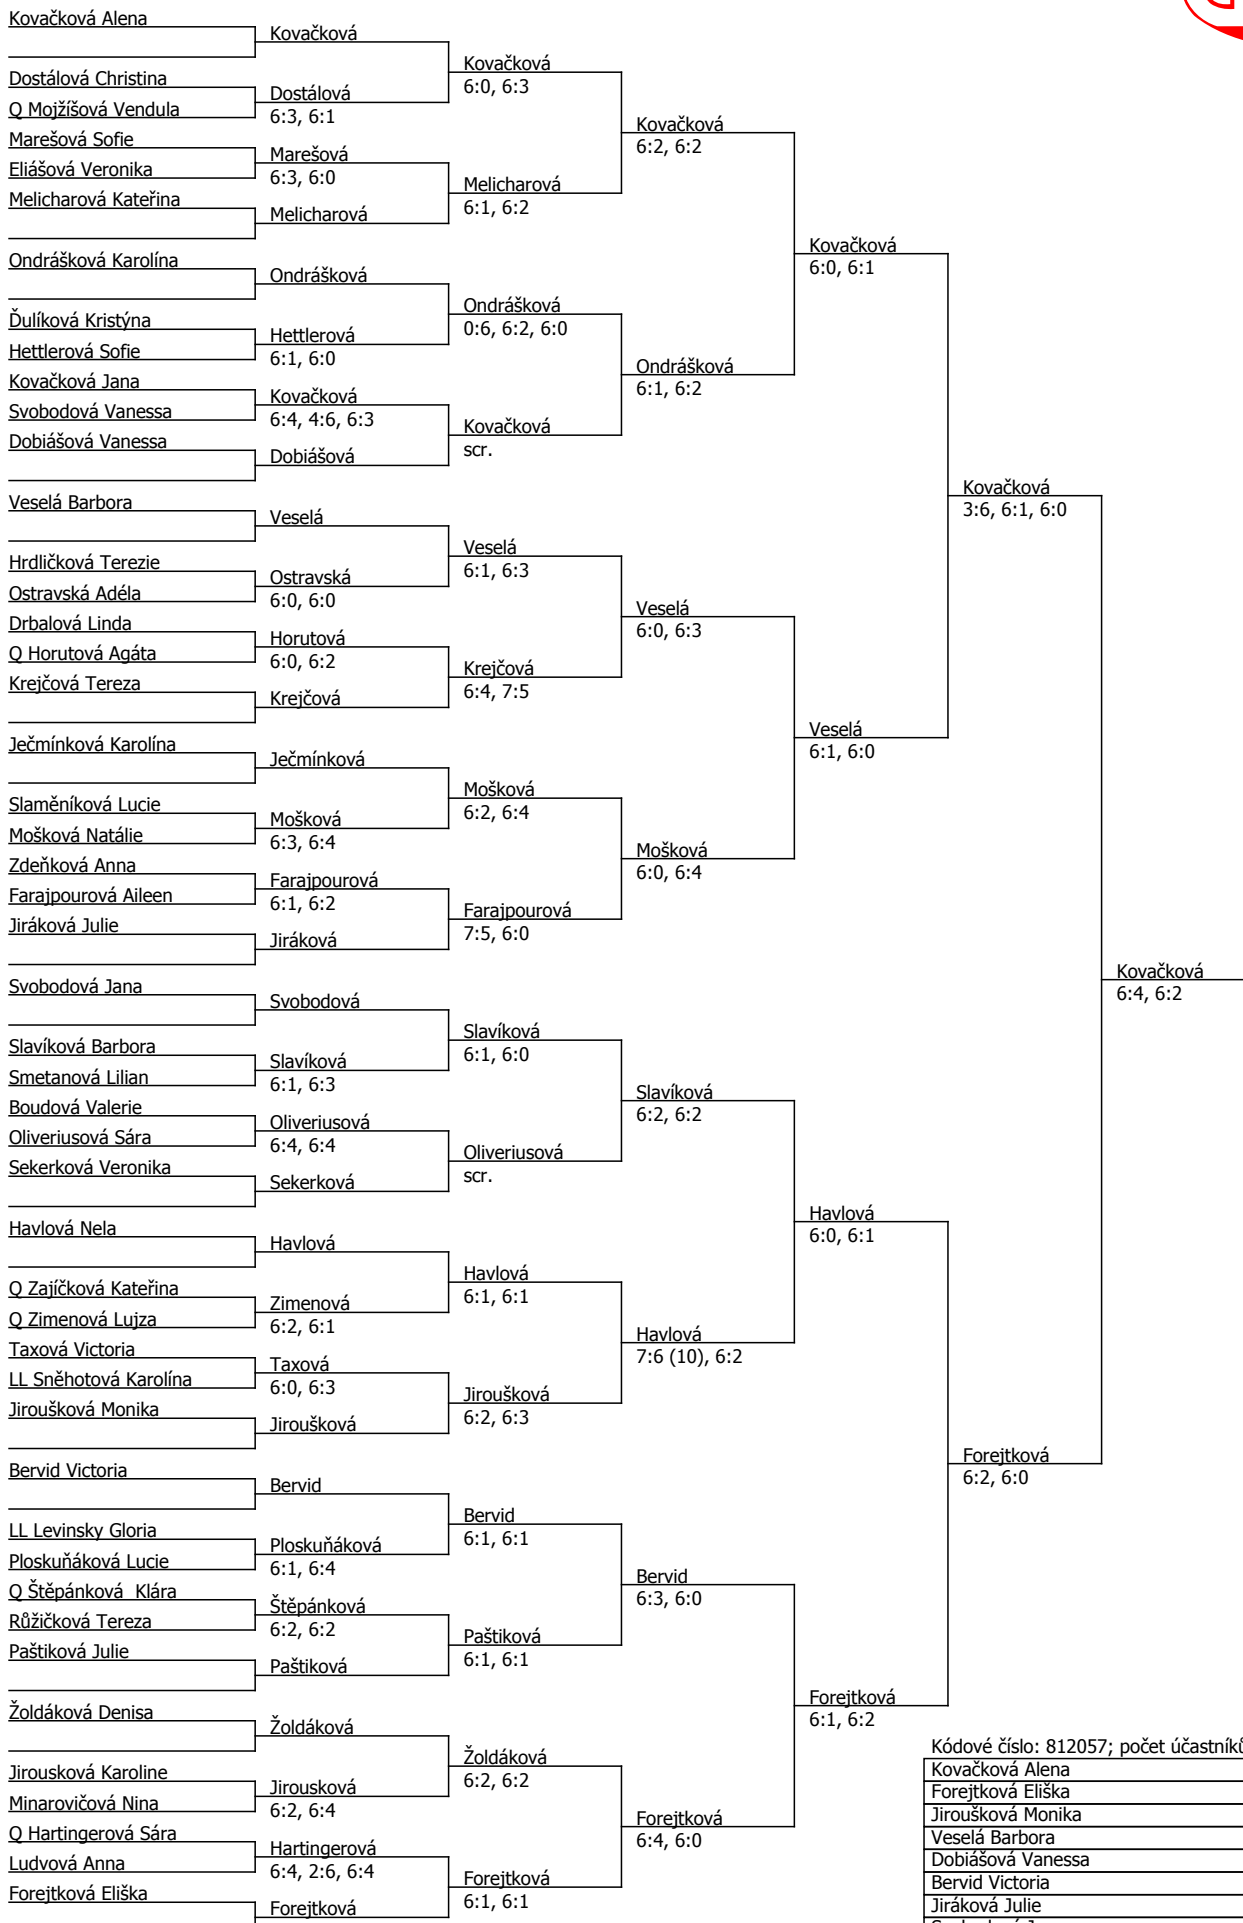 Kovačková Alena
Dostálová Christina
Q Mojžíšová Vendula
Marešová Sofie
Eliášová Veronika
Melicharová Kateřina
Ondrášková Karolína
Ďulíková Kristýna
Hettlerová Sofie
Kovačková Jana
Svobodová Vanessa
Dobiášová Vanessa
Veselá Barbora
Hrdličková Terezie
Ostravská Adéla
Drbalová Linda
Q Horutová Agáta
Krejčová Tereza
Ječmínková Karolína
Slaměníková Lucie
Mošková Natálie
Zdeňková Anna
Farajpourová Aileen
Jiráková Julie
Svobodová Jana
Slavíková Barbora
Smetanová Lilian
Boudová Valerie
Oliveriusová Sára
Sekerková Veronika
Havlová Nela
Q Zajíčková Kateřina
Q Zimenová Lujza
Taxová Victoria
LL Sněhotová Karolína
Jiroušková Monika
Bervid Victoria
LL Levinsky Gloria
Ploskuňáková Lucie
Q Štěpánková  Klára
Růžičková Tereza
Paštiková Julie
Žoldáková Denisa
Jirousková Karoline
Minarovičová Nina
Q Hartingerová Sára
Ludvová Anna
Forejtková Eliška
Kovačková
Dostálová
6:3, 6:1
Marešová
6:3, 6:0
Melicharová
Ondrášková
Hettlerová
6:1, 6:0
Kovačková
6:4, 4:6, 6:3
Dobiášová
Veselá
Ostravská
6:0, 6:0
Horutová
6:0, 6:2
Krejčová
Ječmínková
Mošková
6:3, 6:4
Farajpourová
6:1, 6:2
Jiráková
Svobodová
Slavíková
6:1, 6:3
Oliveriusová
6:4, 6:4
Sekerková
Havlová
Zimenová
6:2, 6:1
Taxová
6:0, 6:3
Jiroušková
Bervid
Ploskuňáková
6:1, 6:4
Štěpánková
6:2, 6:2
Paštiková
Žoldáková
Jirousková
6:2, 6:4
Hartingerová
6:4, 2:6, 6:4
Forejtková
Kovačková
6:0, 6:3
Melicharová
6:1, 6:2
Ondrášková
0:6, 6:2, 6:0
Kovačková
scr.
Veselá
6:1, 6:3
Krejčová
6:4, 7:5
Mošková
6:2, 6:4
Farajpourová
7:5, 6:0
Slavíková
6:1, 6:0
Oliveriusová
scr.
Havlová
6:1, 6:1
Jiroušková
6:2, 6:3
Bervid
6:1, 6:1
Paštiková
6:1, 6:1
Žoldáková
6:2, 6:2
Forejtková
6:1, 6:1
Kovačková
6:2, 6:2
Ondrášková
6:1, 6:2
Veselá
6:0, 6:3
Mošková
6:0, 6:4
Slavíková
6:2, 6:2
Havlová
7:6 (10), 6:2
Bervid
6:3, 6:0
Forejtková
6:4, 6:0
Kovačková
6:0, 6:1
Veselá
6:1, 6:0
Havlová
6:0, 6:1
Forejtková
6:1, 6:2
Kovačková
3:6, 6:1, 6:0
Forejtková
6:2, 6:0
Kovačková
6:4, 6:2
Kódové číslo: 812057; počet účastníků
Kovačková Alena
Forejtková Eliška
Jiroušková Monika
Veselá Barbora
Dobiášová Vanessa
Bervid Victoria
Jiráková Julie